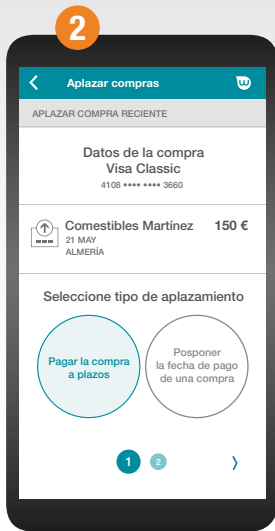 2
Aplazar compras
APLAZAR COMPRA RECIENTE
Datos de la compra
Visa Classic
4108 •••• •••• 3660
Comestibles Martínez 150 €
21 MAY
ALMERÍA
Seleccione tipo de aplazamiento
Pagar la compra
a plazos
Posponer
la fecha de pago
de una compra
1 2